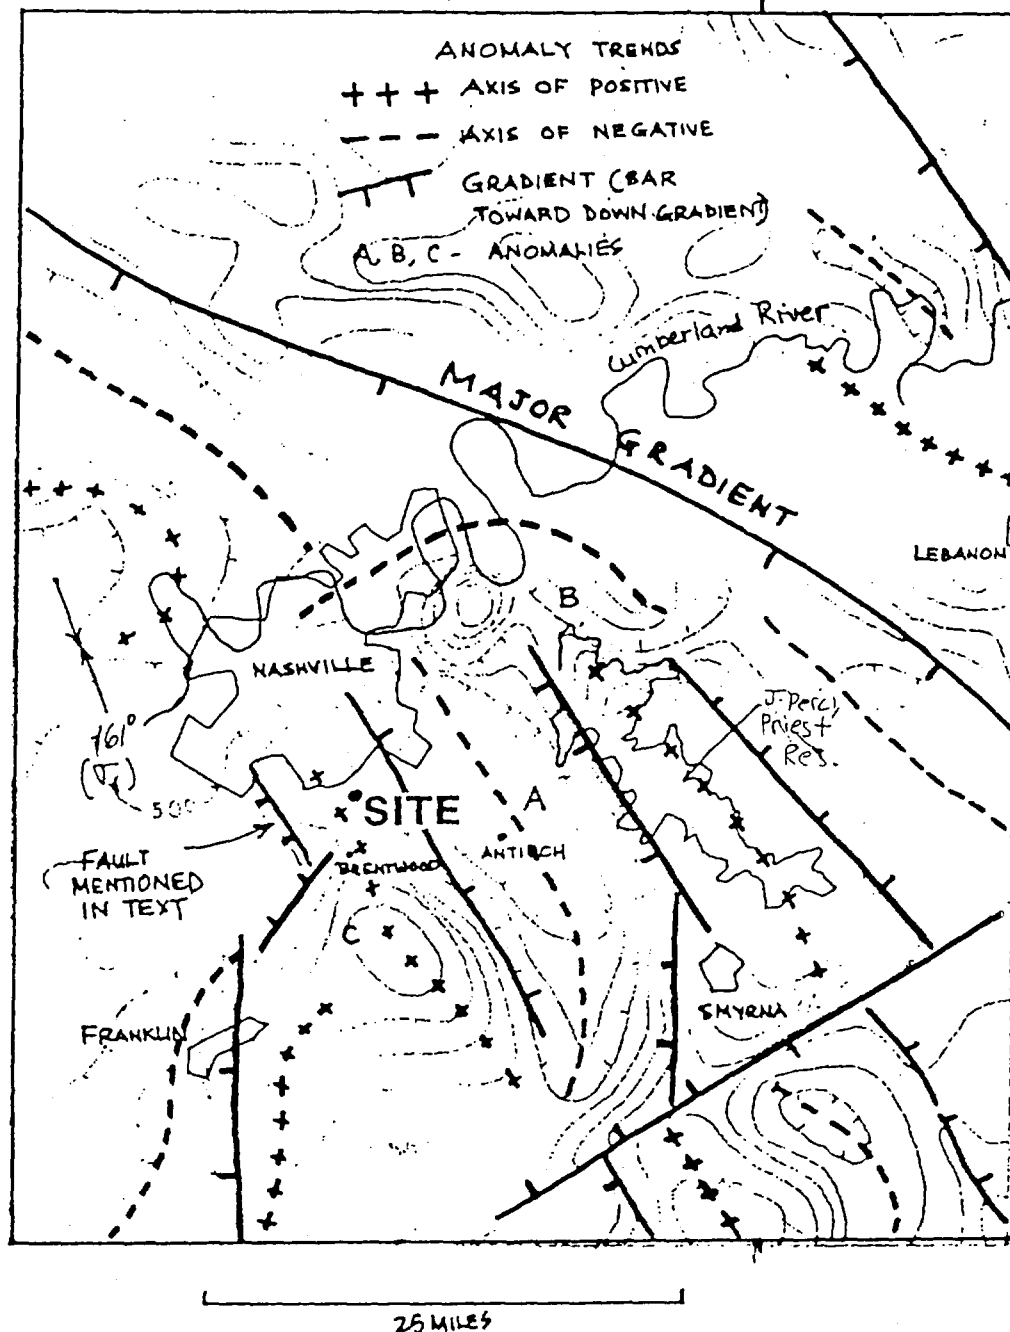 ANOMALY TRENDS
+ + + AXIS OF POSITIVE
AXIS OF NEGATIVE
GRADIENT (BAR
TOWARD DOWN GRADIENT)
A, B, C - ANOMALIES
Cumberland River
MAJOR GRADIENT
LEBANON
B
NASHVILLE
J. Percy
Priest
Res.
161°
500
SITE
A
ANTIOCH
BRENTWOOD
FAULT
MENTIONED
IN TEXT
C
SMYRNA
FRANKLIN
25 MILES